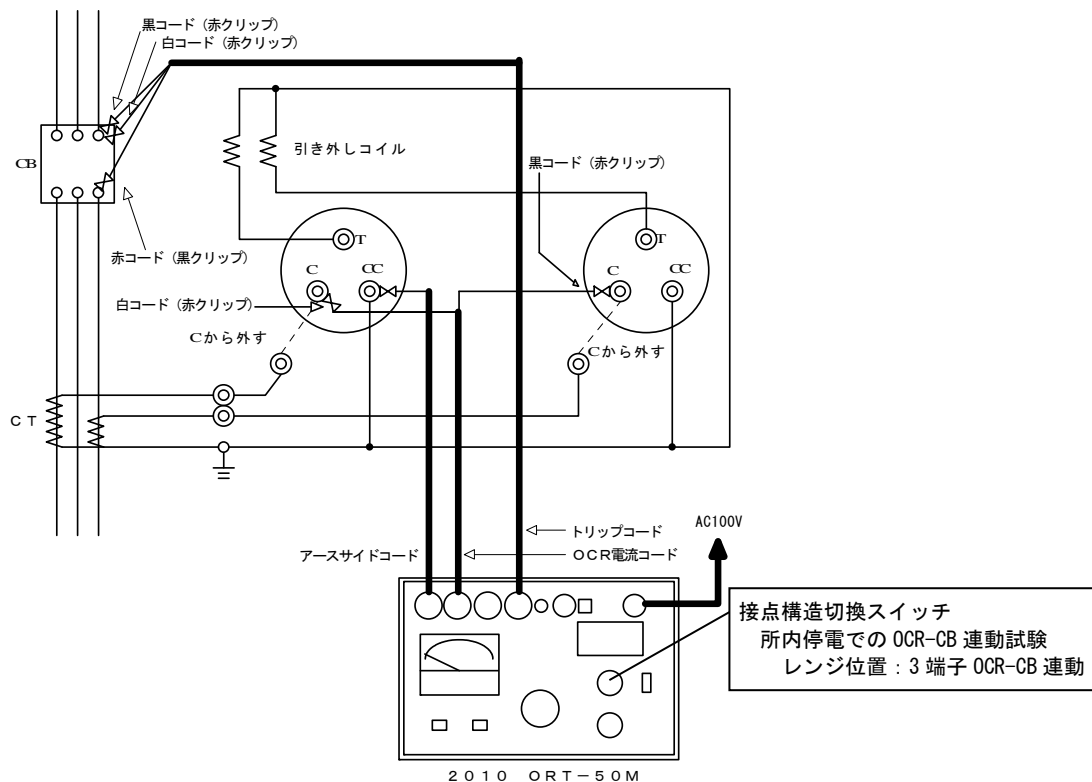 黒コード（赤クリップ）
白コード（赤クリップ）
CB
引き外しコイル
黒コード（赤クリップ）
赤コード（黒クリップ）
T
T
C
CC
C
CC
白コード（赤クリップ）
Cから外す
Cから外す
ＣＴ
トリップコード
AC100V
アースサイドコード
ＯＣＲ電流コード
接点構造切換スイッチ
所内停電での OCR-CB 連動試験
レンジ位置：3 端子 OCR-CB 連動
２０１０　ＯＲＴ－５０Ｍ